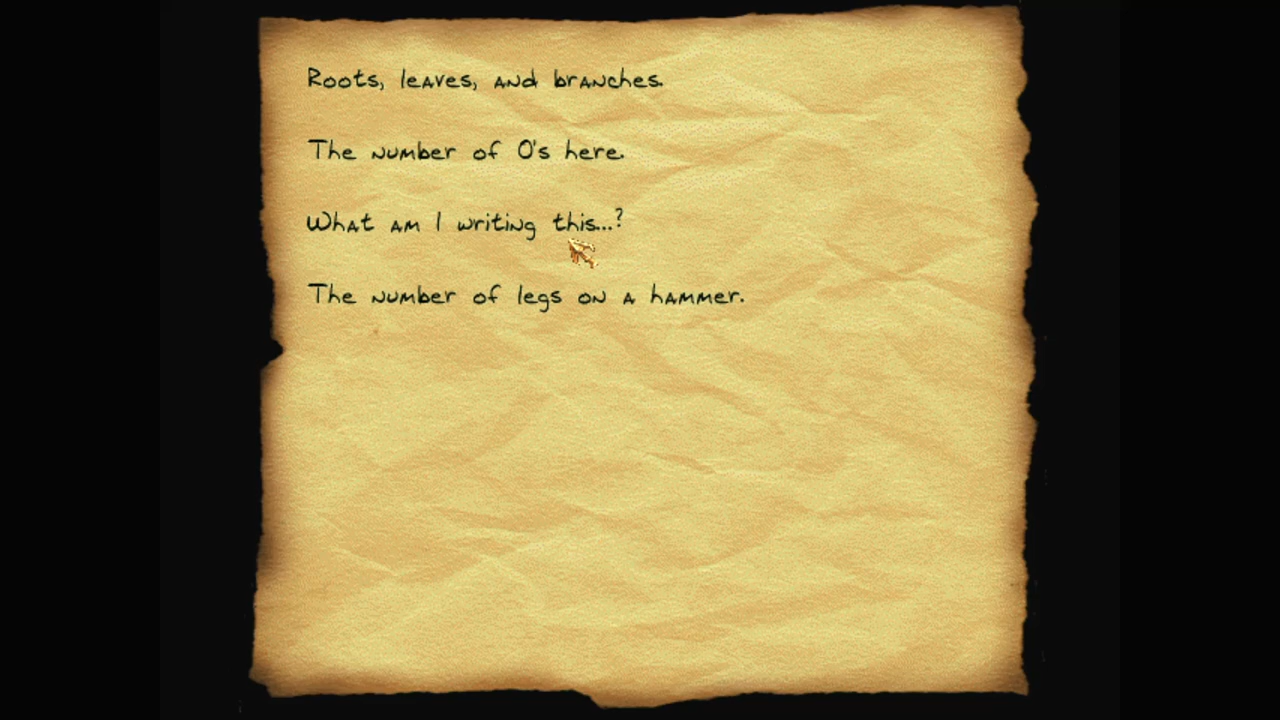 Roots, leaves, and branches.
The number of O's here.
What am I writing this...?
The number of legs on a hammer.